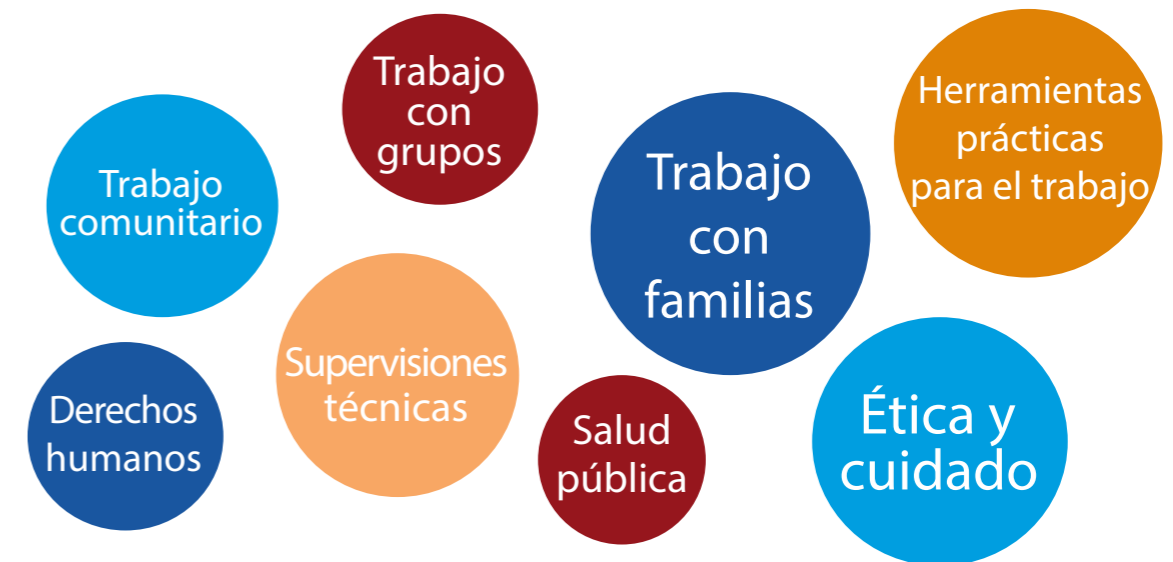 Trabajo
con
grupos
Herramientas
prácticas
para el trabajo
Trabajo
comunitario
Trabajo
con
familias
Supervisiones
técnicas
Derechos
humanos
Salud
pública
Ética y
cuidado